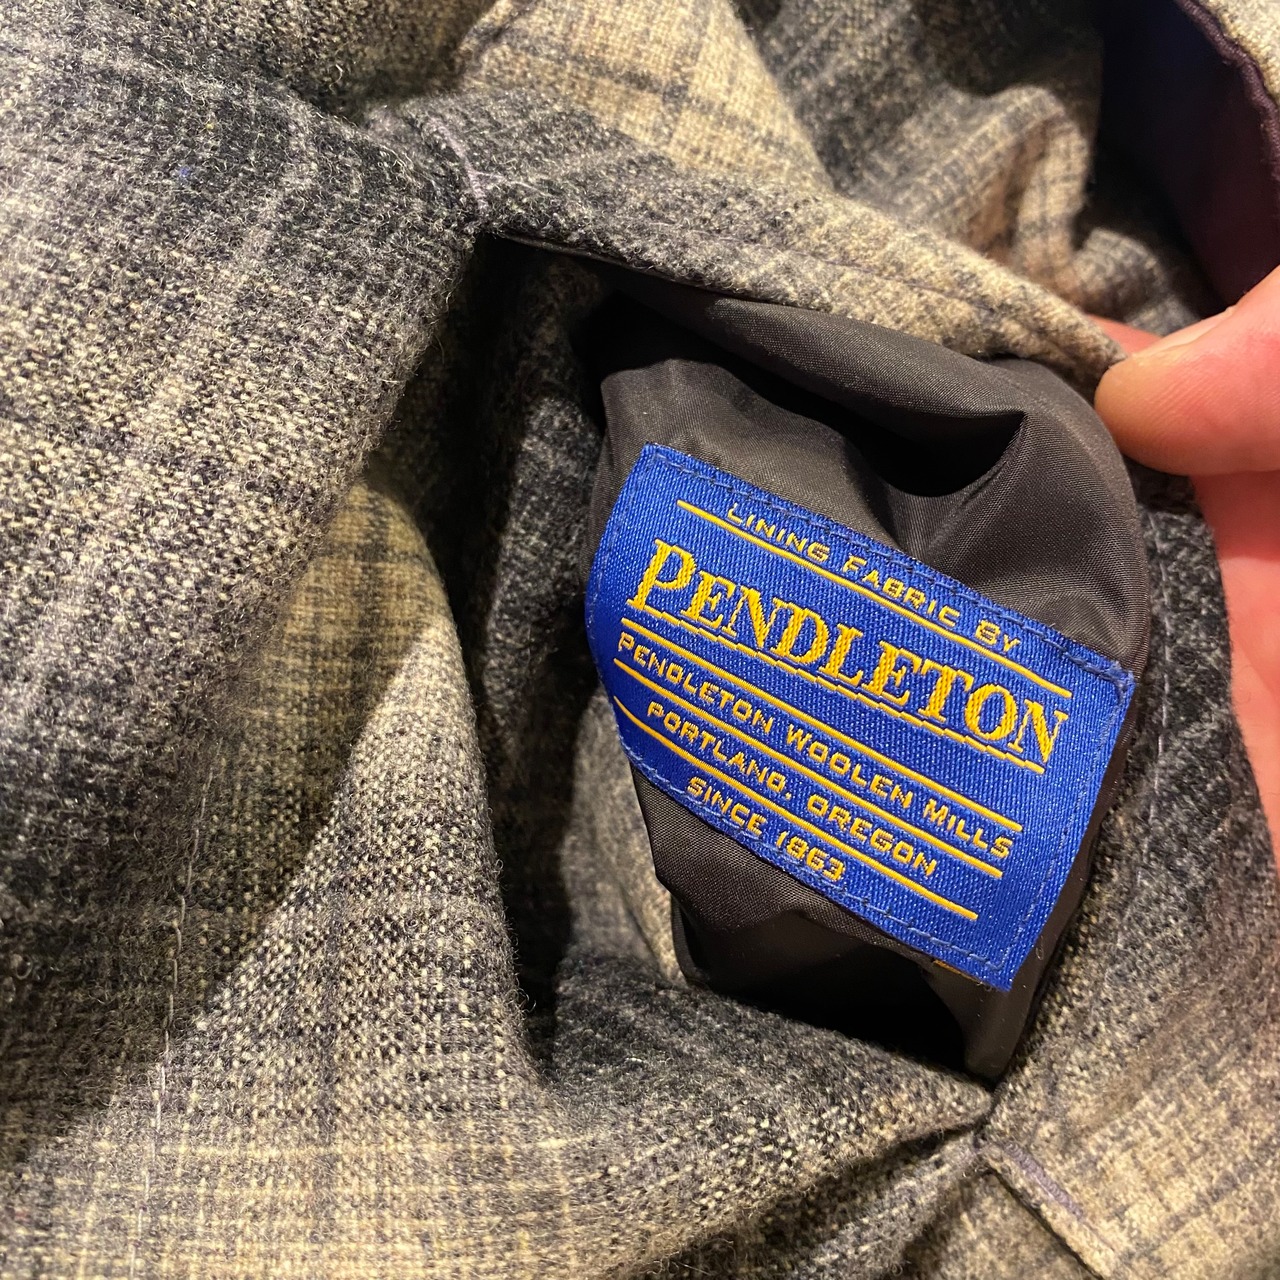 LINING FABRIC BY
PENDLETON
PENDLETON WOOLEN MILLS
PORTLAND, OREGON
SINCE 1863